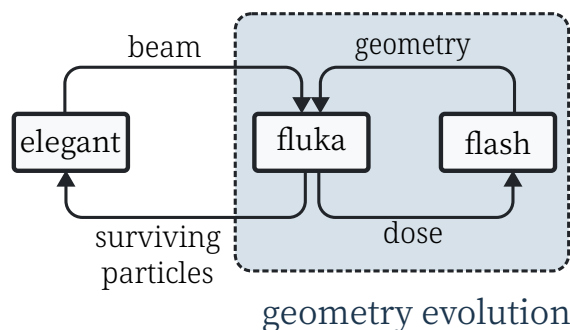 beam
geometry
elegant
fluka
flash
surviving
particles
dose
geometry evolution